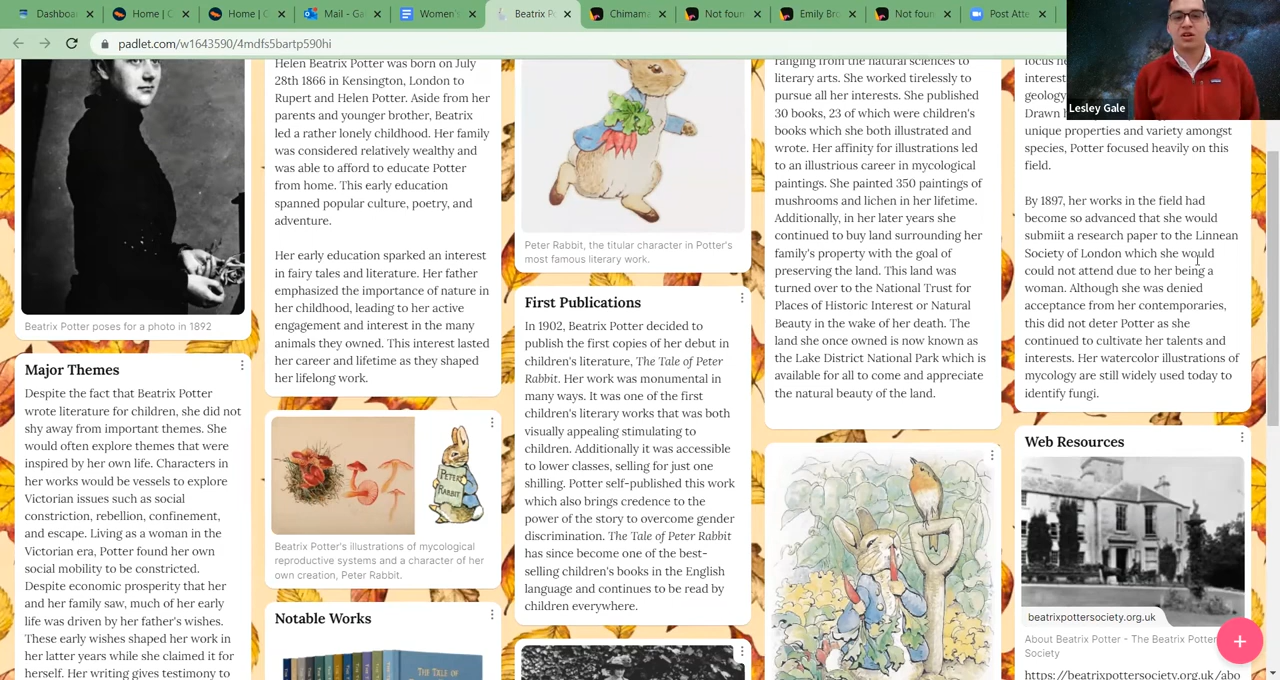 Dashboa
Home | C
Home | C
Mail - Ga
Women's
Beatrix Po
Chimama
Not foun
Emily Bro
Not foun
Post Atte
padlet.com/w1643590/4mdfs5bartp590hi
Lesley Gale
Beatrix Potter poses for a photo in 1892
Major Themes
Despite the fact that Beatrix Potter
wrote literature for children, she did not
shy away from important themes. She
would often explore themes that were
inspired by her own life. Characters in
her works would be vessels to explore
Victorian issues such as social
constriction, rebellion, confinement,
and escape. Living as a woman in the
Victorian era, Potter found her own
social mobility to be constricted.
Despite economic prosperity that her
and her family saw, much of her early
life was driven by her father's wishes.
These early wishes shaped her work in
her latter years while she claimed it for
herself. Her writing gives testimony to
Helen Beatrix Potter was born on July
28th 1866 in Kensington, London to
Rupert and Helen Potter. Aside from her
parents and younger brother, Beatrix
led a rather lonely childhood. Her family
was considered relatively wealthy and
was able to afford to educate Potter
from home. This early education
spanned popular culture, poetry, and
adventure.
Her early education sparked an interest
in fairy tales and literature. Her father
emphasized the importance of nature in
her childhood, leading to her active
engagement and interest in the many
animals they owned. This interest lasted
her career and lifetime as they shaped
her lifelong work.
PETER
RABBIT
Beatrix Potter's illustrations of mycological
reproductive systems and a character of her
own creation, Peter Rabbit.
Notable Works
THE TALE OF
Peter Rabbit, the titular character in Potter's
most famous literary work.
First Publications
In 1902, Beatrix Potter decided to
publish the first copies of her debut in
children's literature, The Tale of Peter
Rabbit. Her work was monumental in
many ways. It was one of the first
children's literary works that was both
visually appealing stimulating to
children. Additionally it was accessible
to lower classes, selling for just one
shilling. Potter self-published this work
which also brings credence to the
power of the story to overcome gender
discrimination. The Tale of Peter Rabbit
has since become one of the best-
selling children's books in the English
language and continues to be read by
children everywhere.
ranging from the natural sciences to
literary arts. She worked tirelessly to
pursue all her interests. She published
30 books, 23 of which were children's
books which she both illustrated and
wrote. Her affinity for illustrations led
to an illustrious career in mycological
paintings. She painted 350 paintings of
mushrooms and lichen in her lifetime.
Additionally, in her later years she
continued to buy land surrounding her
family's property with the goal of
preserving the land. This land was
turned over to the National Trust for
Places of Historic Interest or Natural
Beauty in the wake of her death. The
land she once owned is now known as
the Lake District National Park which is
available for all to come and appreciate
the natural beauty of the land.
focus he
interest
geology
Drawn
unique properties and variety amongst
species, Potter focused heavily on this
field.
By 1897, her works in the field had
become so advanced that she would
submiit a research paper to the Linnean
Society of London which she would
could not attend due to her being a
woman. Although she was denied
acceptance from her contemporaries,
this did not deter Potter as she
continued to cultivate her talents and
interests. Her watercolor illustrations of
mycology are still widely used today to
identify fungi.
Web Resources
beatrixpottersociety.org.uk
About Beatrix Potter - The Beatrix Potter
Society
https://beatrixpottersociety.org.uk/abo